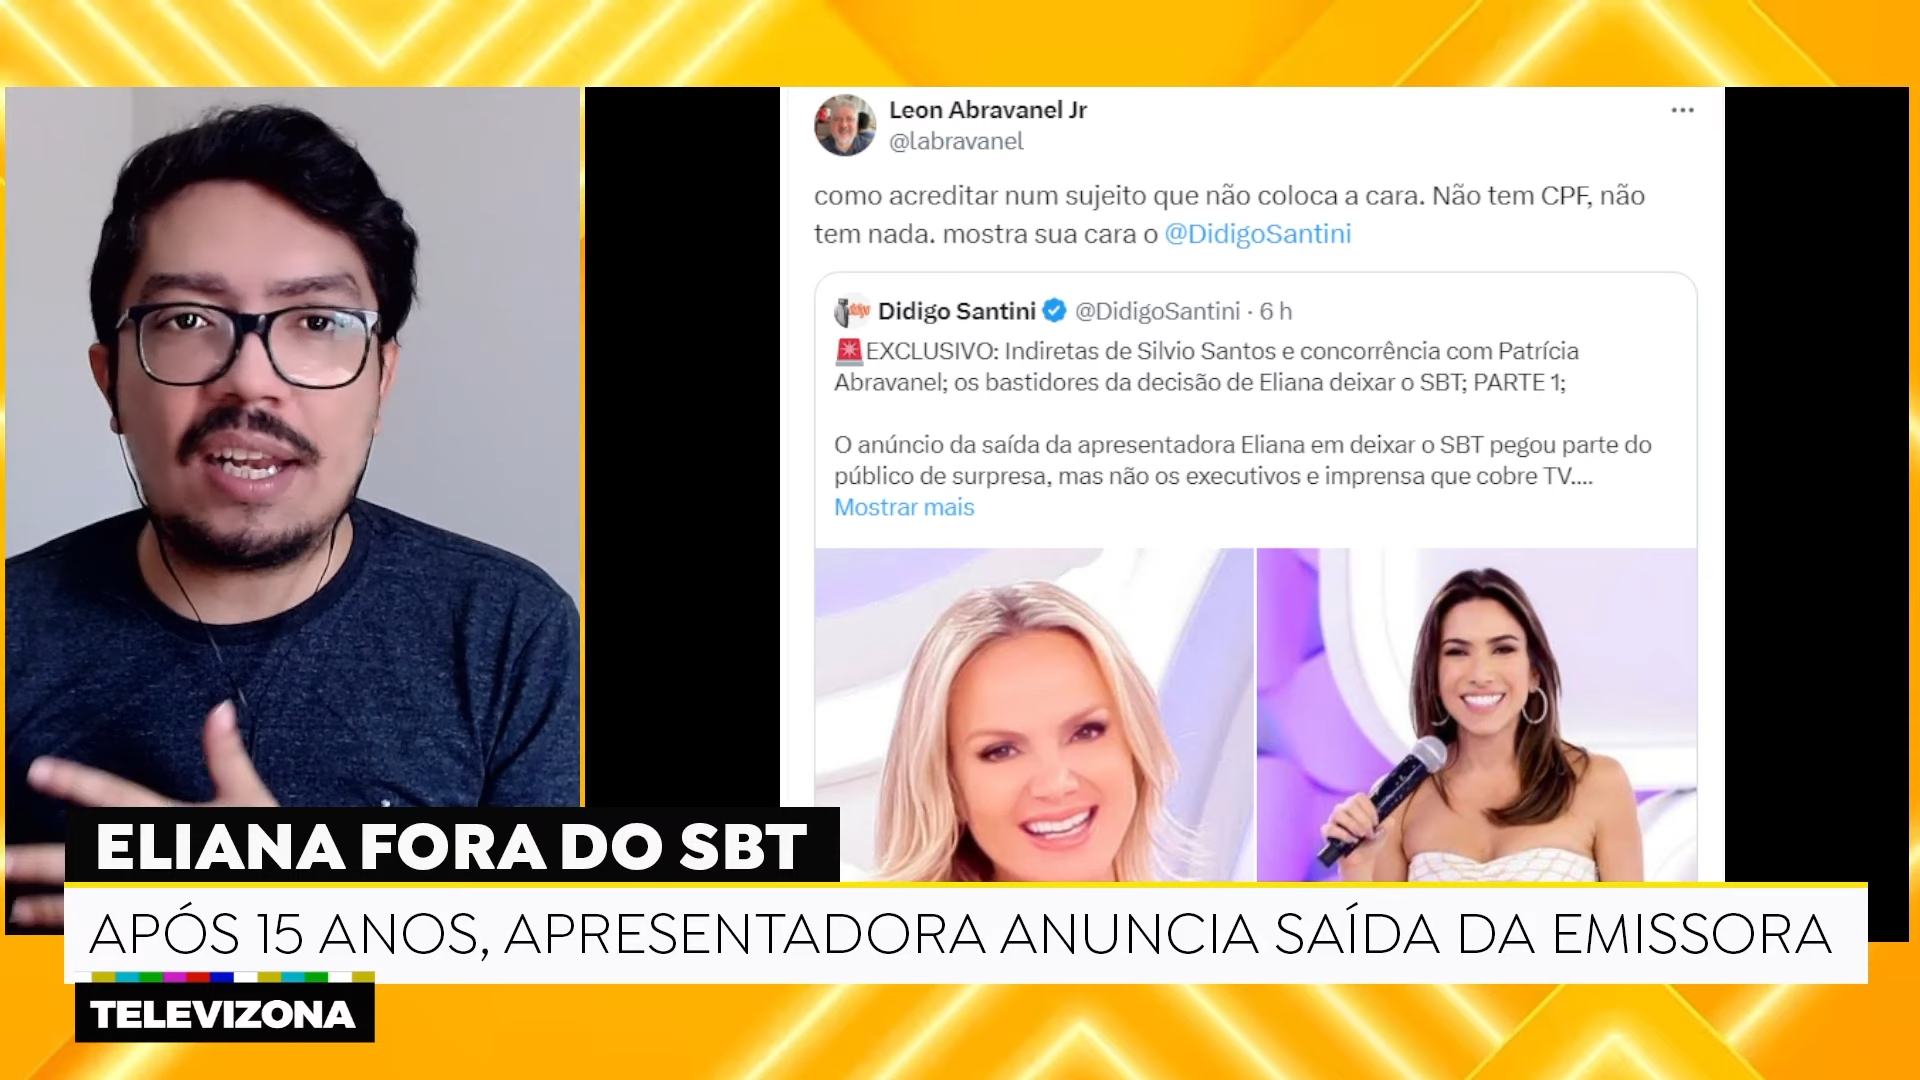 Leon Abravanel Jr
@labravanel
como acreditar num sujeito que não coloca a cara. Não tem CPF, não
tem nada. mostra sua cara o @DidigoSantini
Didigo Santini @DidigoSantini · 6 h
EXCLUSIVO: Indiretas de Silvio Santos e concorrência com Patrícia
Abravanel; os bastidores da decisão de Eliana deixar o SBT; PARTE 1;
O anúncio da saída da apresentadora Eliana em deixar o SBT pegou parte do
público de surpresa, mas não os executivos e imprensa que cobre TV....
Mostrar mais
ELIANA FORA DO SBT
APÓS 15 ANOS, APRESENTADORA ANUNCIA SAÍDA DA EMISSORA
TELEVIZONA